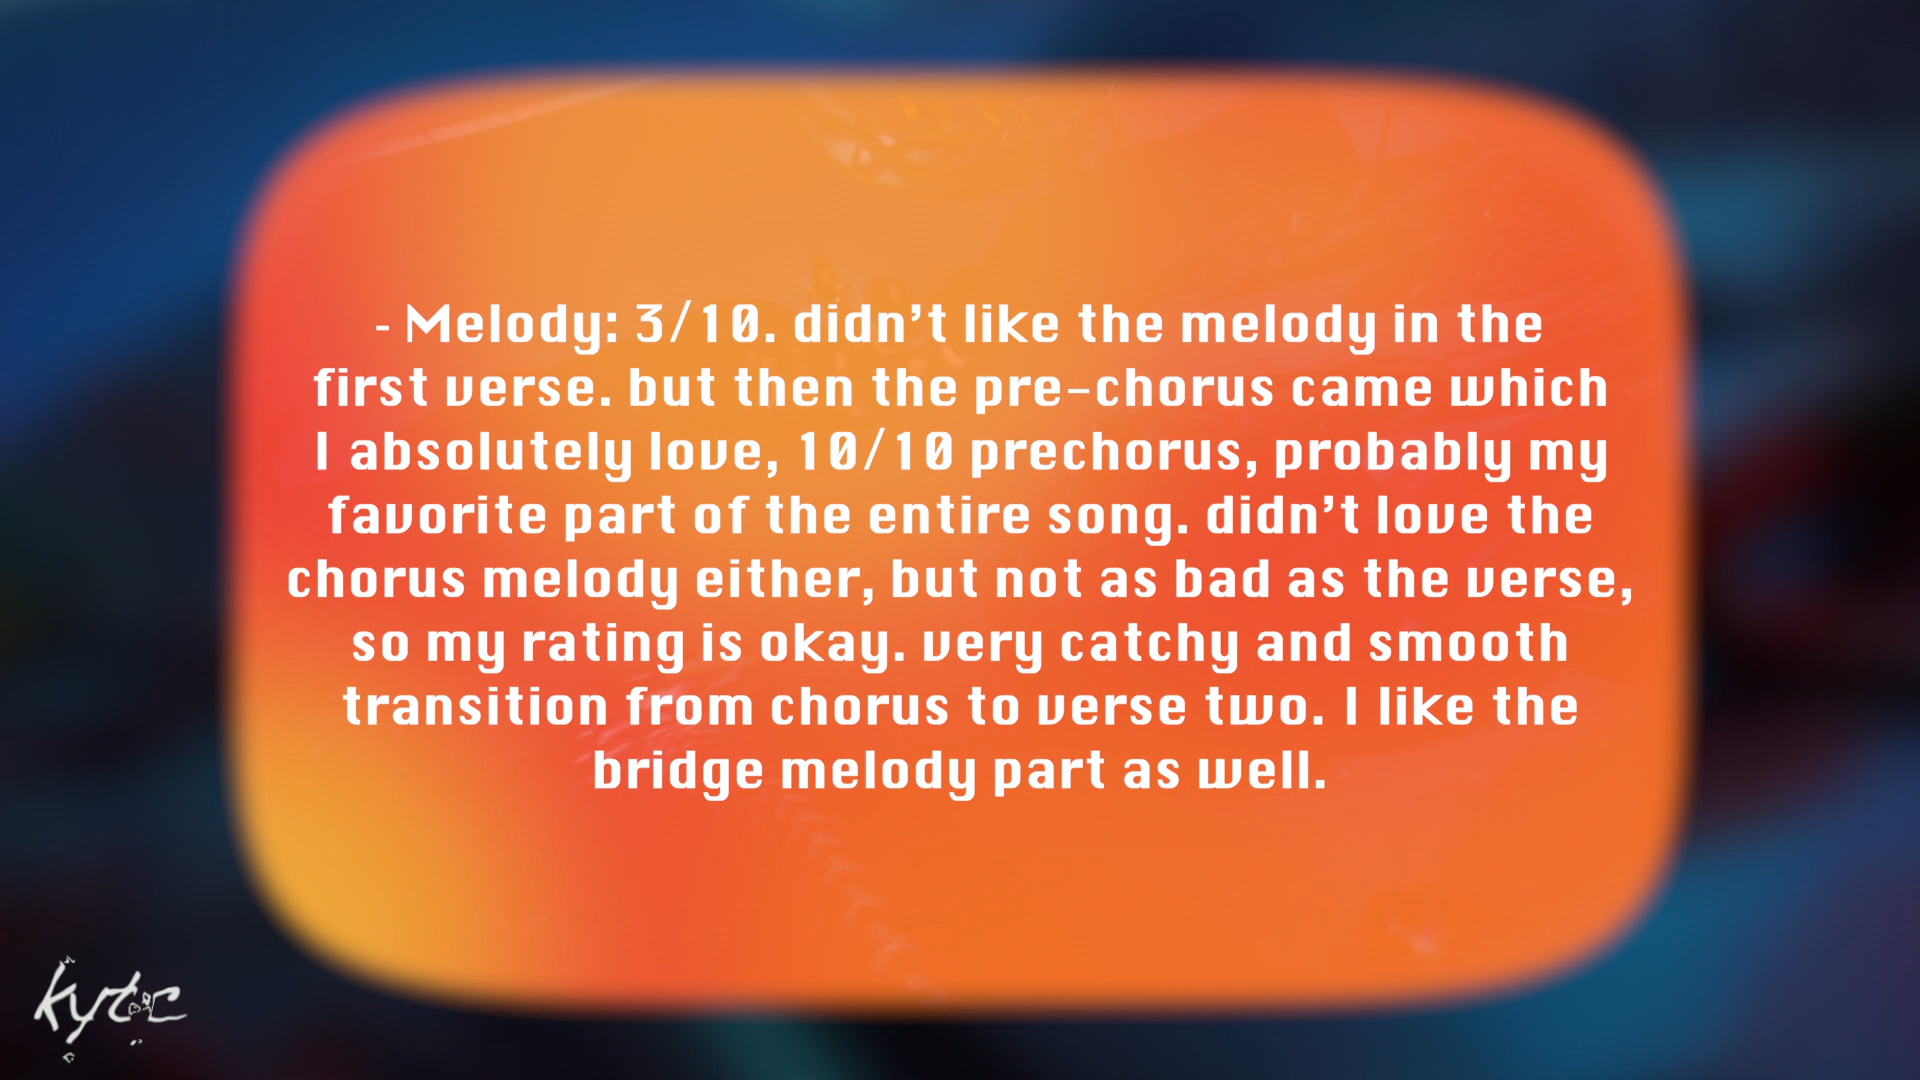 - Melody: 3/10. didn't like the melody in the
first verse. but then the pre-chorus came which
I absolutely love, 10/10 prechorus, probably my
favorite part of the entire song. didn't love the
chorus melody either, but not as bad as the verse,
so my rating is okay. very catchy and smooth
transition from chorus to verse two. I like the
bridge melody part as well.